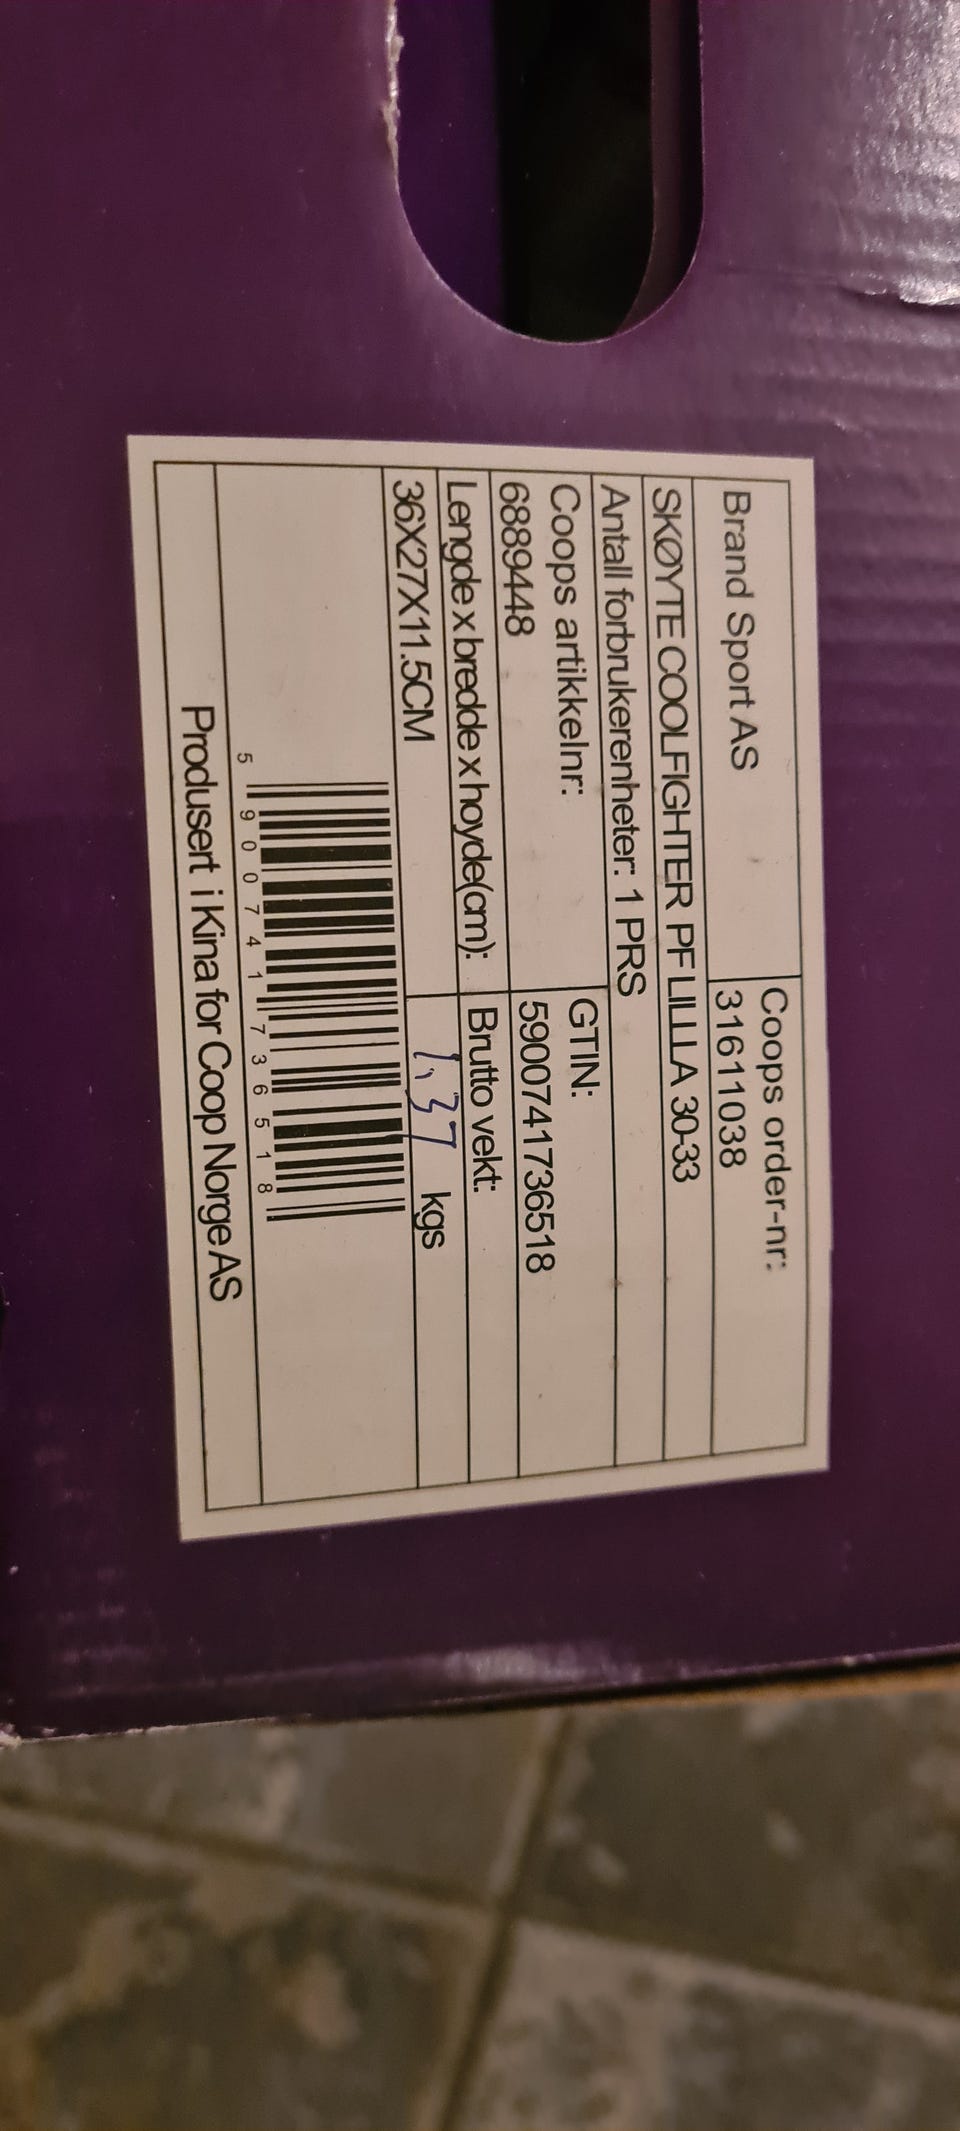 Brand Sport AS
Coops order-nr:
31611038
SKØYTE COOLFIGHTER PF LILLA 30-33
Antall forbrukerenheter: 1 PRS
Coops artikkelnr:
6889448
GTIN:
5900741736518
Lengde x bredde x hoyde(cm):
36X27X11.5CM
Brutto vekt:
1,37 kgs
5 900741 736518
Produsert i Kina for Coop Norge AS